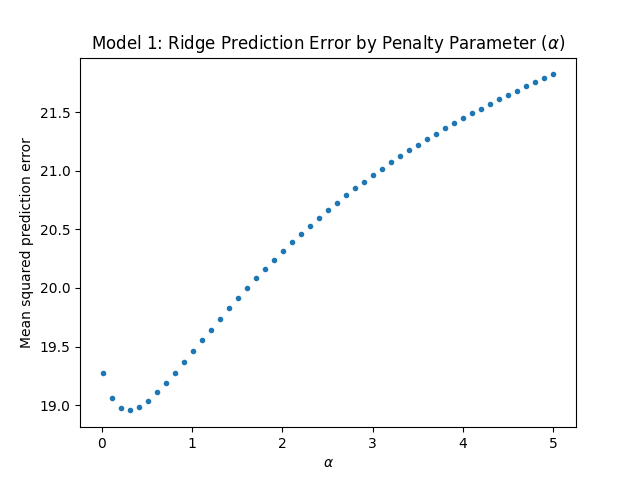 Model 1: Ridge Prediction Error by Penalty Parameter (α)
Mean squared prediction error
21.5
21.0
20.5
20.0
19.5
19.0
0 1 2 3 4 5
α